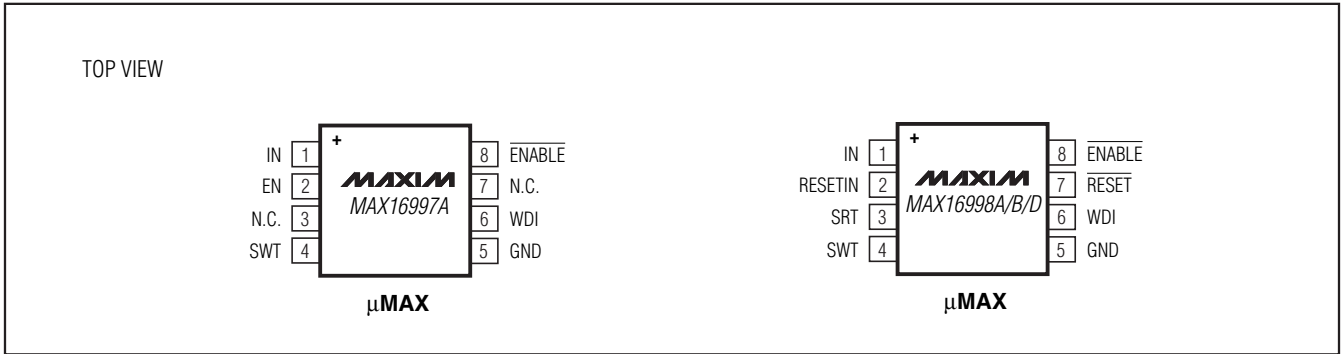 TOP VIEW
IN 1
EN 2
N.C. 3
SWT 4
+
MAXIM
MAX16997A
8 ENABLE
7 N.C.
6 WDI
5 GND
µMAX
IN 1
RESETIN 2
SRT 3
SWT 4
+
MAXIM
MAX16998A/B/D
8 ENABLE
7 RESET
6 WDI
5 GND
µMAX